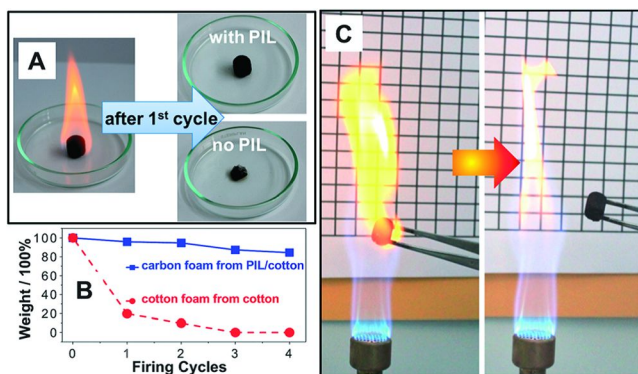 A
with PIL
after 1st cycle
no PIL
Weight / 100%
100
80
60
40
20
0
carbon foam from PIL/cotton
B
cotton foam from cotton
0
1
2
3
4
Firing Cycles
C